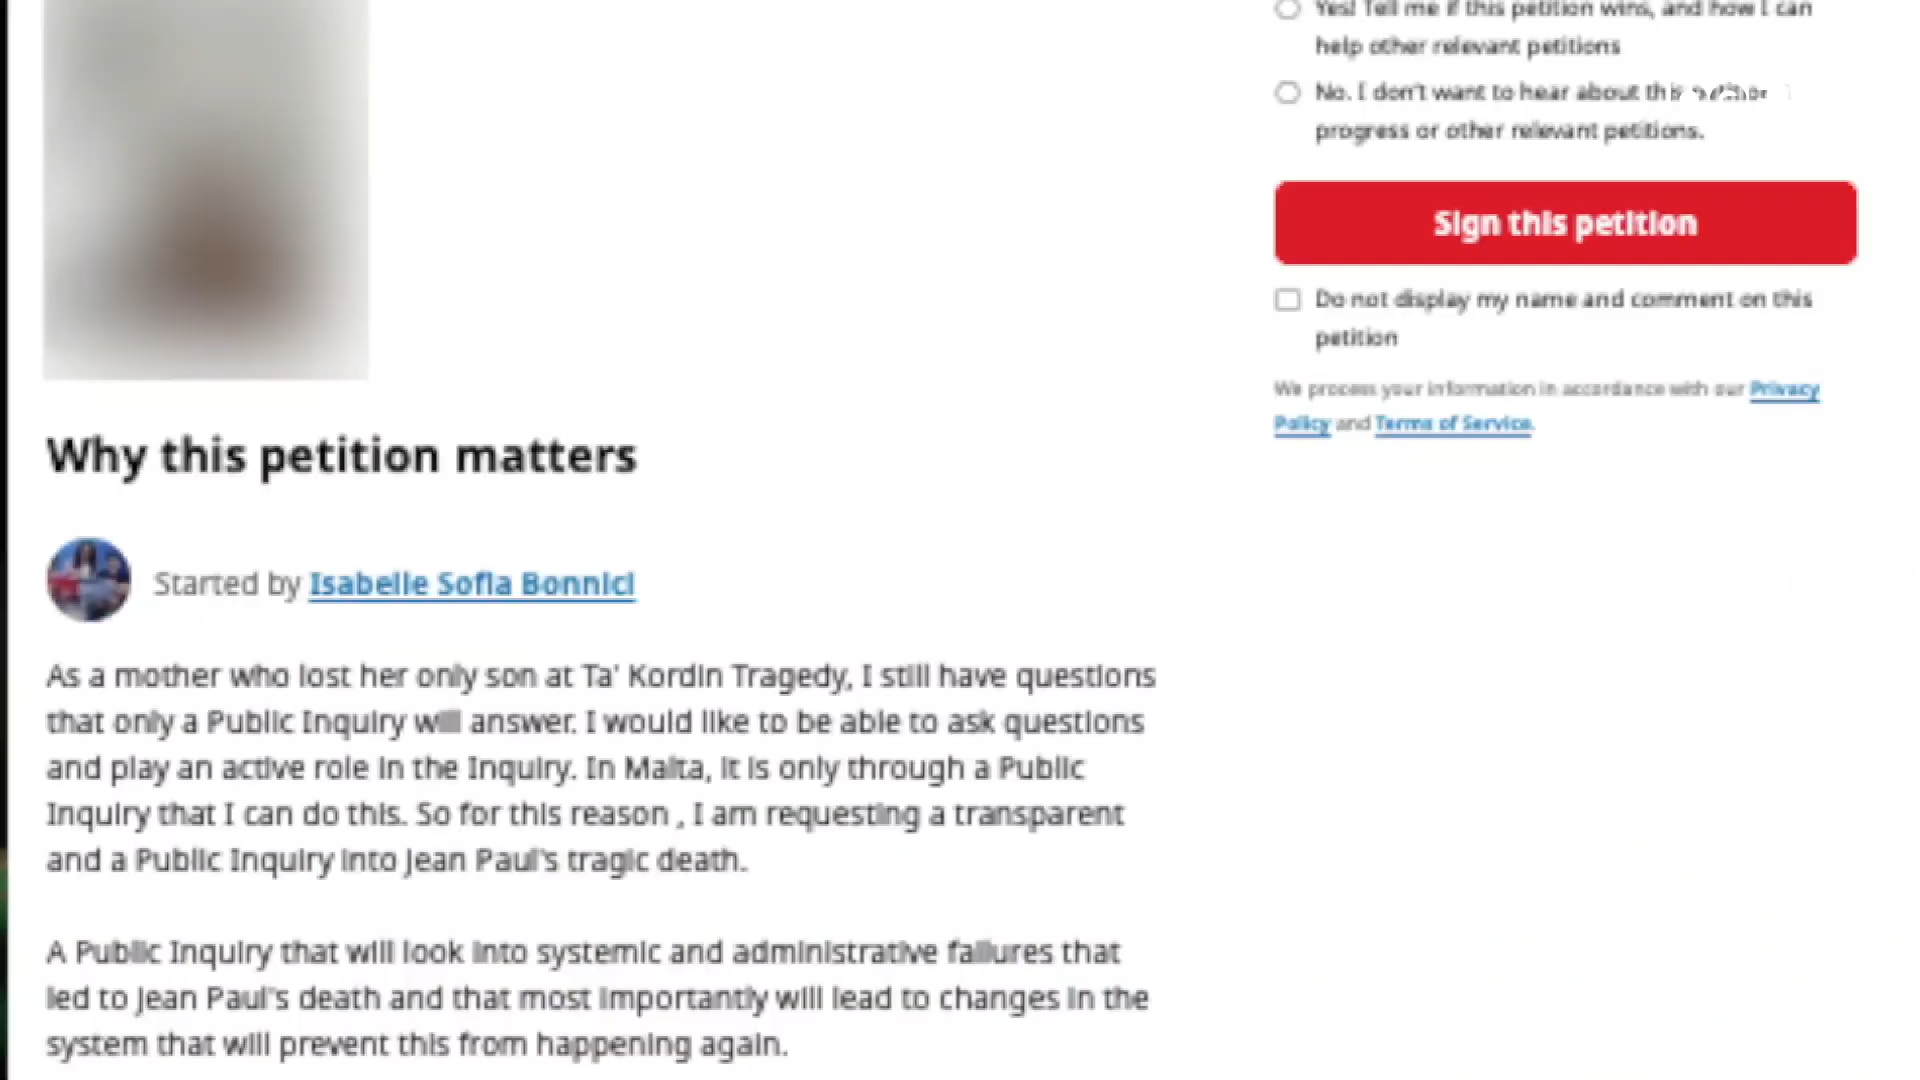 Why this petition matters
Started by Isabelle Sofia Bonnici
As a mother who lost her only son at Ta' Kordin Tragedy, I still have questions
that only a Public Inquiry will answer. I would like to be able to ask questions
and play an active role in the Inquiry. In Malta, it is only through a Public
Inquiry that I can do this. So for this reason , I am requesting a transparent
and a Public Inquiry into Jean Paul's tragic death.
A Public Inquiry that will look into systemic and administrative failures that
led to Jean Paul's death and that most importantly will lead to changes in the
system that will prevent this from happening again.
Yes! Tell me if this petition wins, and how I can
help other relevant petitions
No. I don't want to hear about this
progress or other relevant petitions.
Sign this petition
Do not display my name and comment on this
petition
We process your information in accordance with our Privacy
Policy and Terms of Service.